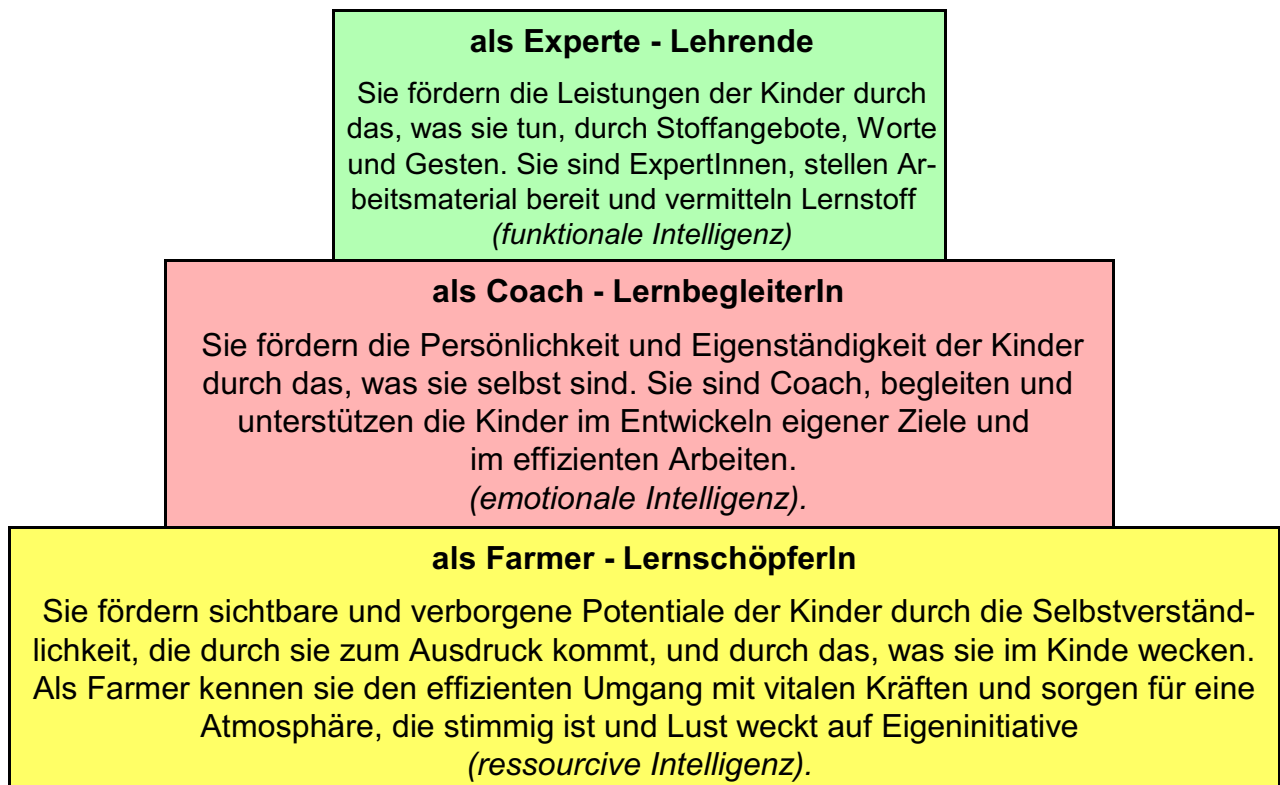 als Experte - Lehrende
Sie fördern die Leistungen der Kinder durch
das, was sie tun, durch Stoffangebote, Worte
und Gesten. Sie sind ExpertInnen, stellen Ar-
beitsmaterial bereit und vermitteln Lernstoff
(funktionale Intelligenz)
als Coach - LernbegleiterIn
Sie fördern die Persönlichkeit und Eigenständigkeit der Kinder
durch das, was sie selbst sind. Sie sind Coach, begleiten und
unterstützen die Kinder im Entwickeln eigener Ziele und
im effizienten Arbeiten.
(emotionale Intelligenz).
als Farmer - LernschöpferIn
Sie fördern sichtbare und verborgene Potentiale der Kinder durch die Selbstverständ-
lichkeit, die durch sie zum Ausdruck kommt, und durch das, was sie im Kinde wecken.
Als Farmer kennen sie den effizienten Umgang mit vitalen Kräften und sorgen für eine
Atmosphäre, die stimmig ist und Lust weckt auf Eigeninitiative
(ressourcive Intelligenz).